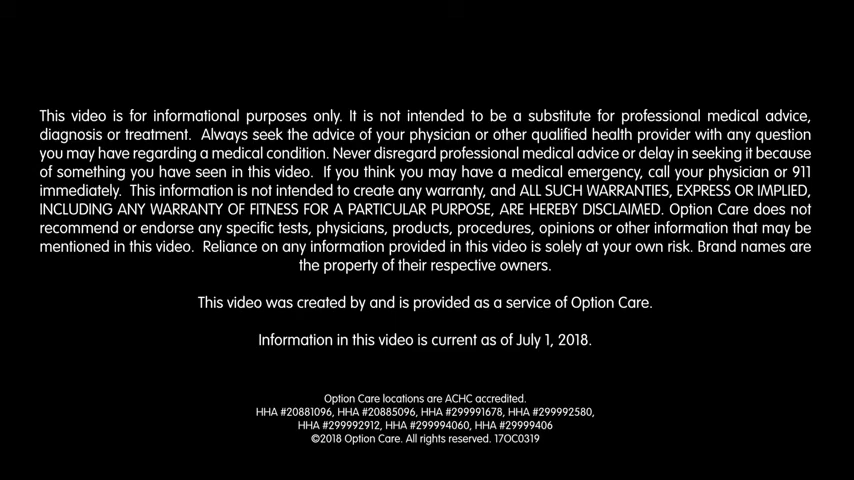 This video is for informational purposes only. It is not intended to be a substitute for professional medical advice,
diagnosis or treatment. Always seek the advice of your physician or other qualified health provider with any question
you may have regarding a medical condition. Never disregard professional medical advice or delay in seeking it because
of something you have seen in this video. If you think you may have a medical emergency, call your physician or 911
immediately. This information is not intended to create any warranty, and ALL SUCH WARRANTIES, EXPRESS OR IMPLIED,
INCLUDING ANY WARRANTY OF FITNESS FOR A PARTICULAR PURPOSE, ARE HEREBY DISCLAIMED. Option Care does not
recommend or endorse any specific tests, physicians, products, procedures, opinions or other information that may be
mentioned in this video. Reliance on any information provided in this video is solely at your own risk. Brand names are
the property of their respective owners.
This video was created by and is provided as a service of Option Care.
Information in this video is current as of July 1, 2018.
Option Care locations are ACHC accredited.
HHA #20881096, HHA #20885096, HHA #299991678, HHA #299992580,
HHA #299992912, HHA #299994060, HHA #29999406
©2018 Option Care. All rights reserved. 17OC0319